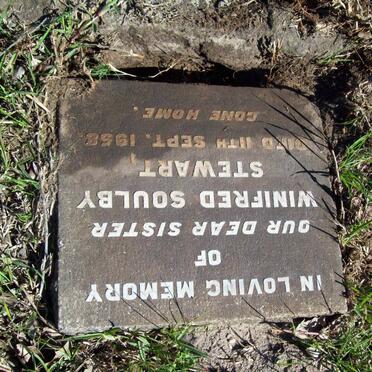 IN LOVING MEMORY
OF
OUR DEAR SISTER
WINIFRED SOULBY
STEWART,
DIED 11TH SEPT. 1958.
GONE HOME.